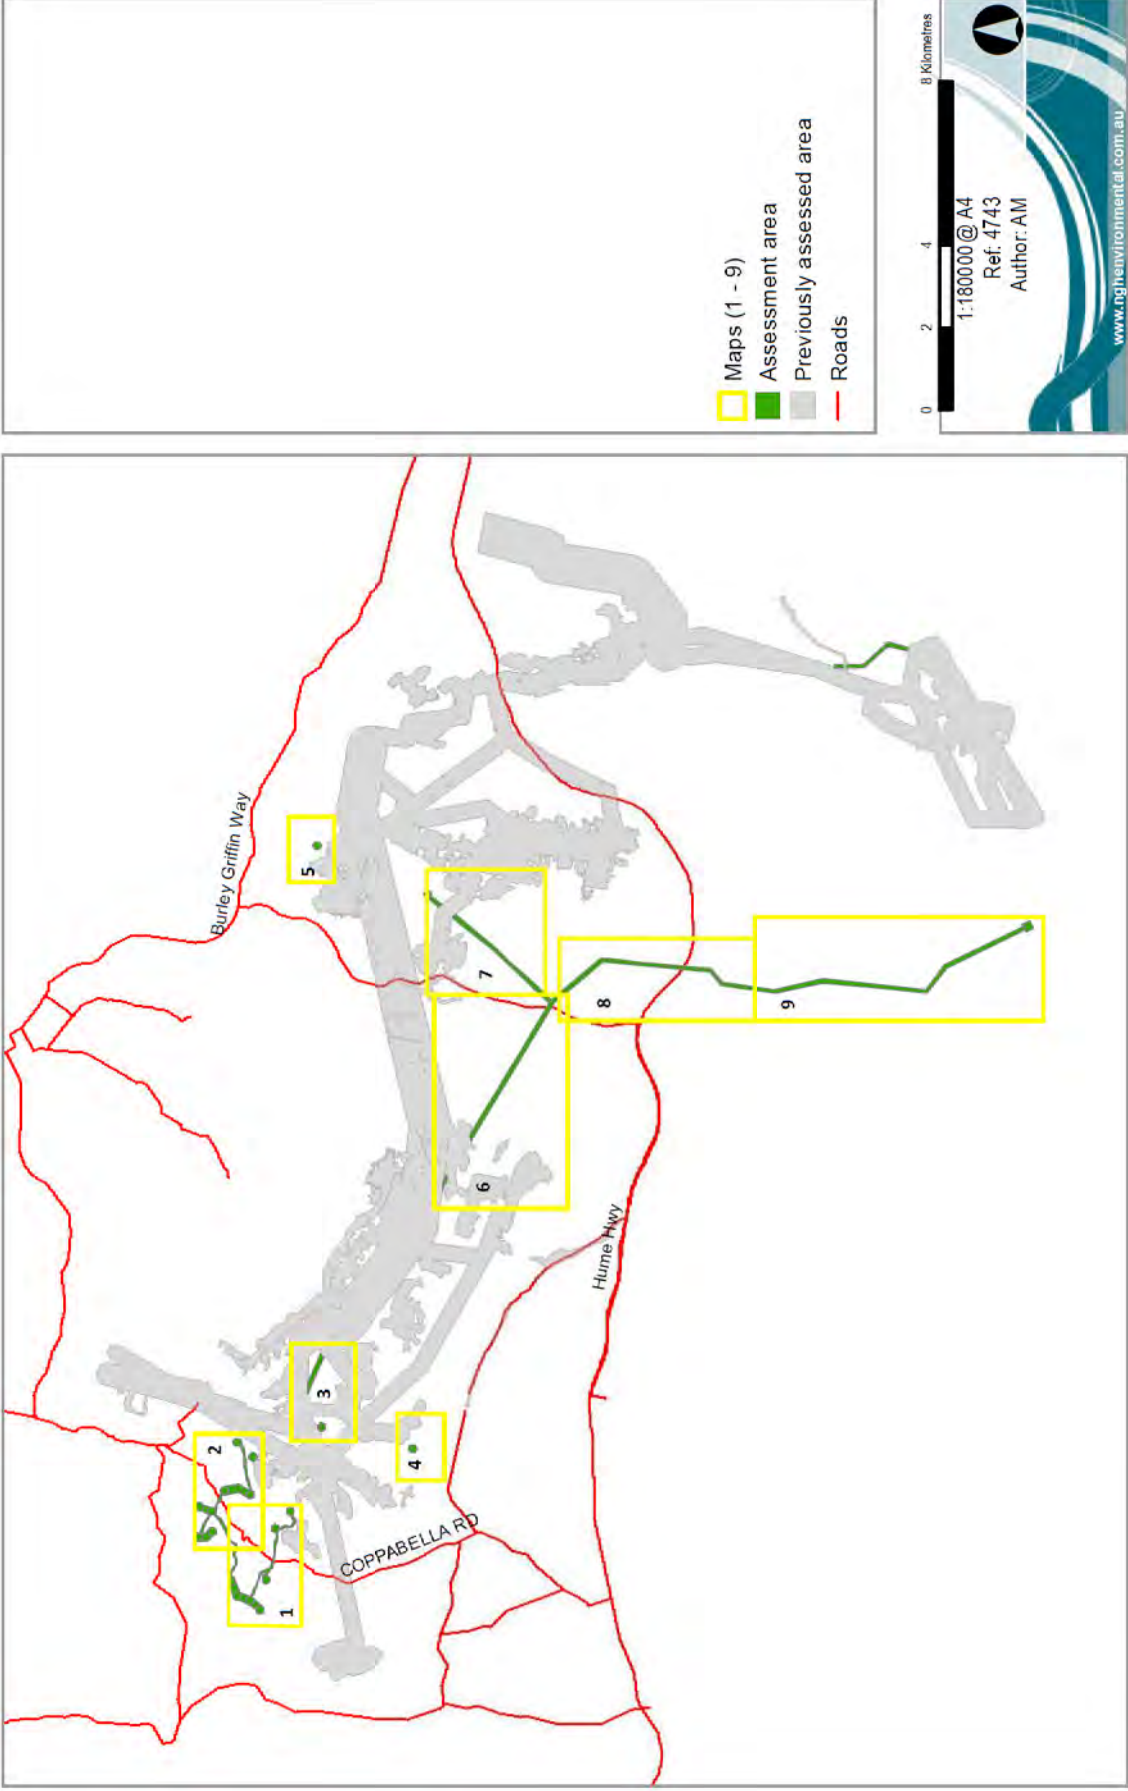 Burley Griffin Way
COPPABELLA RD
Hume Hwy
1
2
3
4
5
6
7
8
9
Maps (1 - 9)
Assessment area
Previously assessed area
Roads
0 2 4 8 Kilometres
1:180000 @ A4
Ref: 4743
Author: AM
www.nghenvironmental.com.au